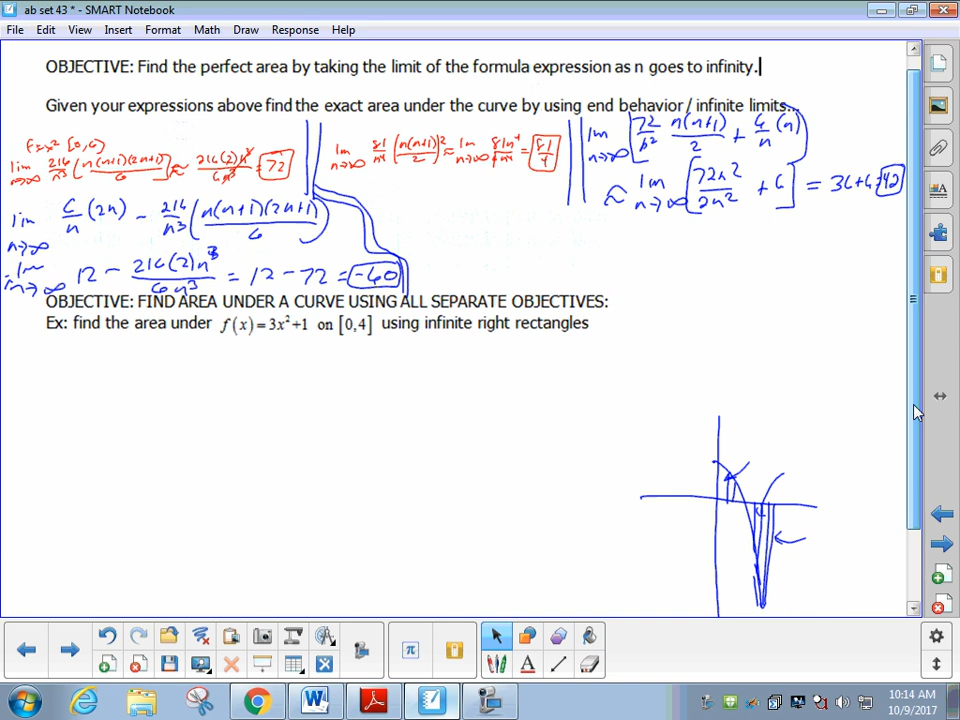 ab set 43 * - SMART Notebook
File Edit View Insert Format Math Draw Response Help
OBJECTIVE: Find the perfect area by taking the limit of the formula expression as n goes to infinity.
Given your expressions above find the exact area under the curve by using end behavior / infinite limits...
f=x² [0,6]
lim n→∞ 216/n³ (n(n+1)(2n+1)/6) ≈ 216(2)n³/6n³ = 72
lim n→∞ 81/n⁴ (n(n+1)/2)² ≈ lim n→∞ 81n⁴/4n⁴ = 81/4
lim n→∞ [72/n² n(n+1)/2 + 6/n (n)]
≈ lim n→∞ [72n²/2n² + 6] = 36+6=42
lim n→∞ 6/n (2n) - 216/n³ (n(n+1)(2n+1)/6)
lim n→∞ 12 - 216(2)n³/6n³ = 12-72 = -60
OBJECTIVE: FIND AREA UNDER A CURVE USING ALL SEPARATE OBJECTIVES:
Ex: find the area under f(x)=3x²+1 on [0,4] using infinite right rectangles
10:14 AM
10/9/2017